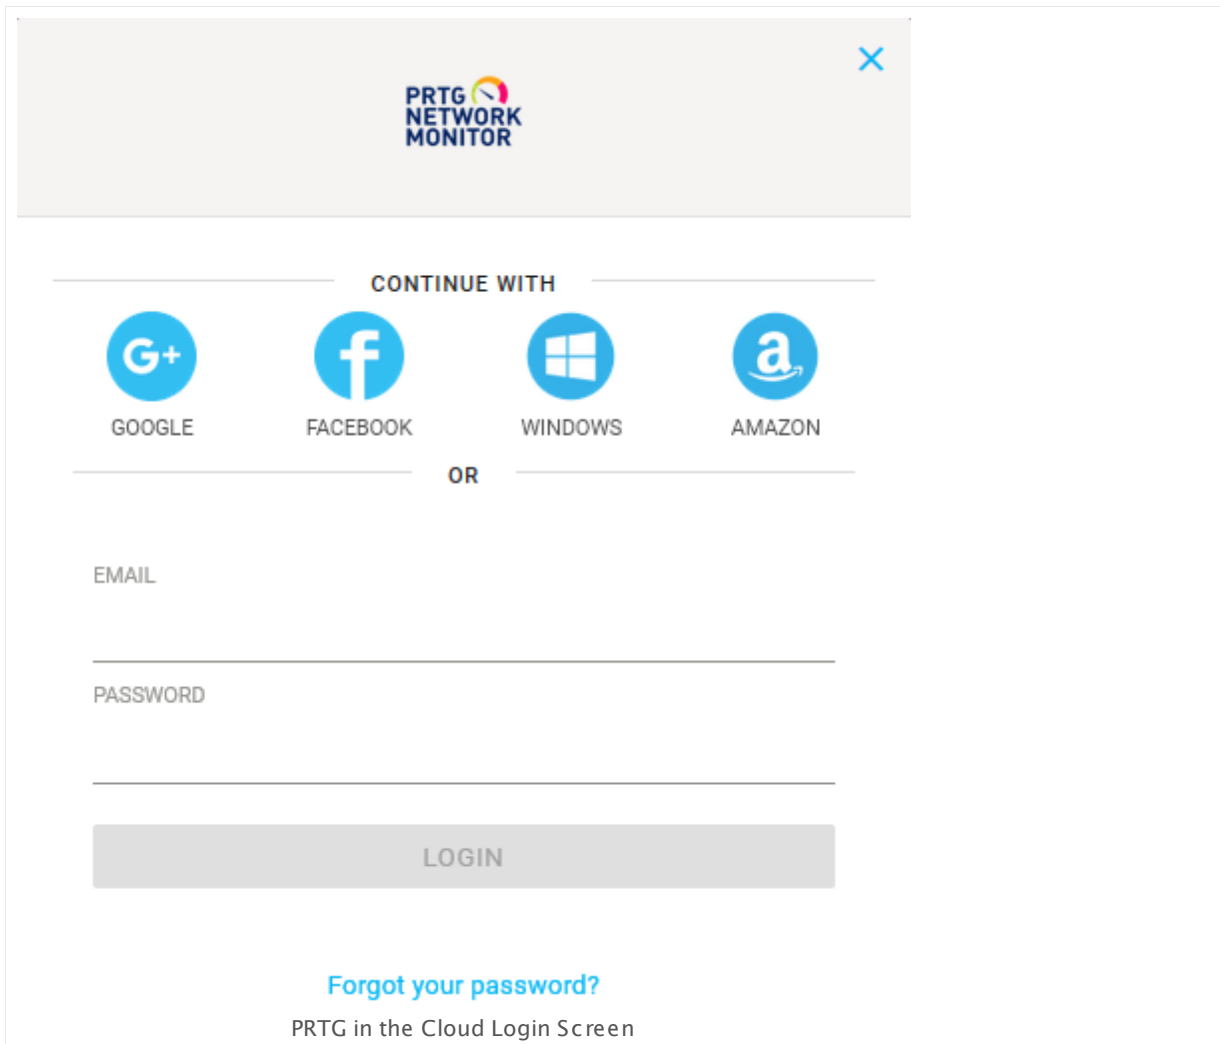 PRTG
NETWORK
MONITOR
CONTINUE WITH
G+ f a
GOOGLE FACEBOOK WINDOWS AMAZON
OR
EMAIL
PASSWORD
LOGIN
Forgot your password?
PRTG in the Cloud Login Screen